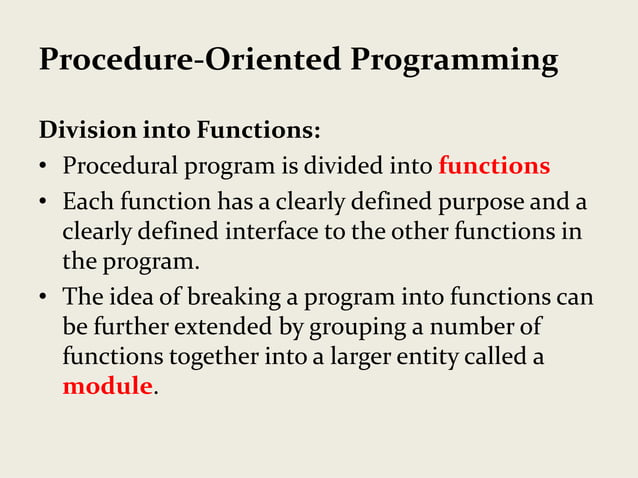 Procedure-Oriented Programming
Division into Functions:
• Procedural program is divided into functions
• Each function has a clearly defined purpose and a
clearly defined interface to the other functions in
the program.
• The idea of breaking a program into functions can
be further extended by grouping a number of
functions together into a larger entity called a
module.